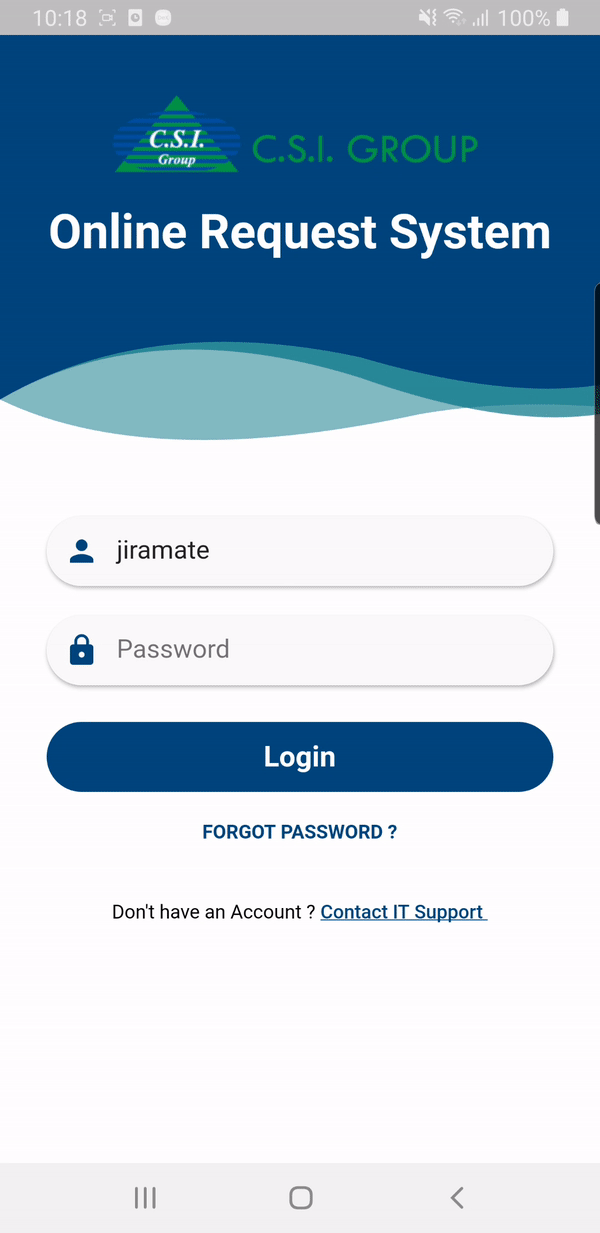 10:18 100%
C.S.I.
Group
C.S.I. GROUP
Online Request System
jiramate
Password
Login
FORGOT PASSWORD ?
Don't have an Account ? Contact IT Support